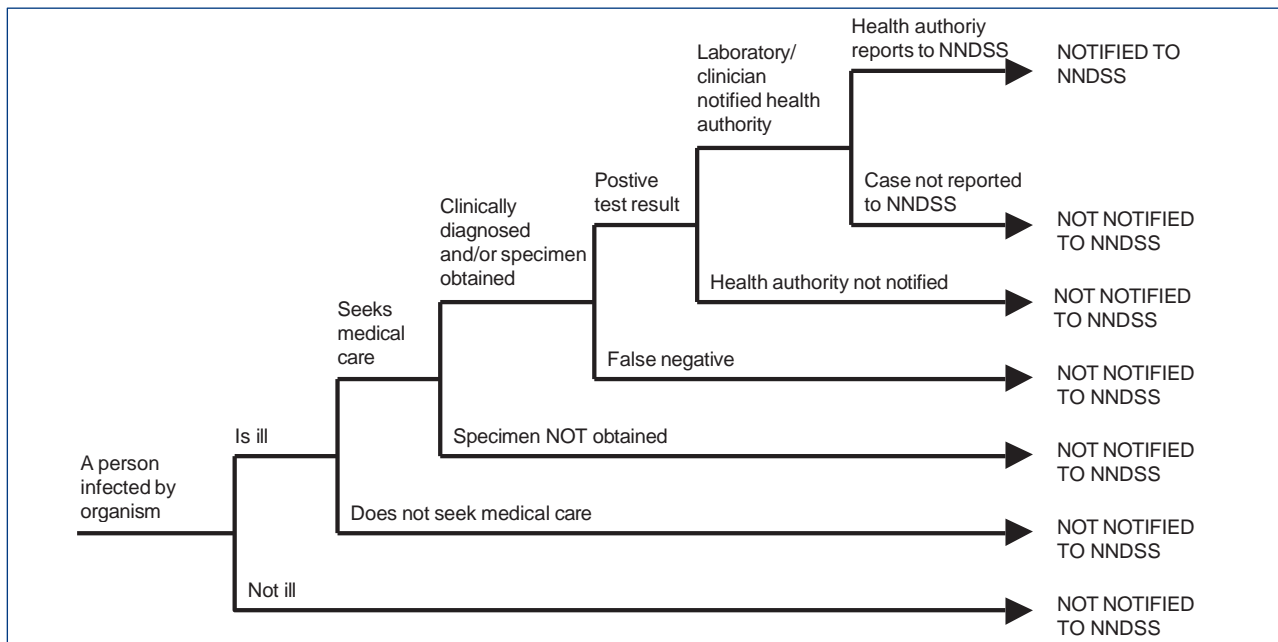 Health authoriy
reports to NNDSS
NOTIFIED TO
NNDSS
Laboratory/
clinician
notified health
authority
Case not reported
to NNDSS
NOT NOTIFIED
TO NNDSS
Postive
test result
Health authority not notified
NOT NOTIFIED
TO NNDSS
Clinically
diagnosed
and/or specimen
obtained
False negative
NOT NOTIFIED
TO NNDSS
Seeks
medical
care
Specimen NOT obtained
NOT NOTIFIED
TO NNDSS
Is ill
A person
infected by
organism
Does not seek medical care
NOT NOTIFIED
TO NNDSS
Not ill
NOT NOTIFIED
TO NNDSS